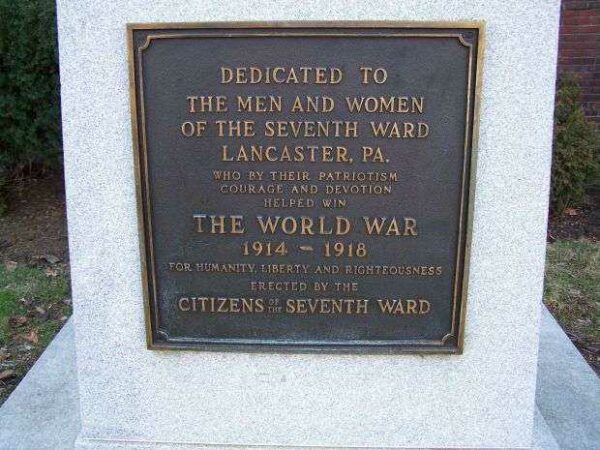 DEDICATED TO
THE MEN AND WOMEN
OF THE SEVENTH WARD
LANCASTER, PA.
WHO BY THEIR PATRIOTISM
COURAGE AND DEVOTION
HELPED WIN
THE WORLD WAR
1914 - 1918
FOR HUMANITY, LIBERTY AND RIGHTEOUSNESS
ERECTED BY THE
CITIZENS OF THE SEVENTH WARD